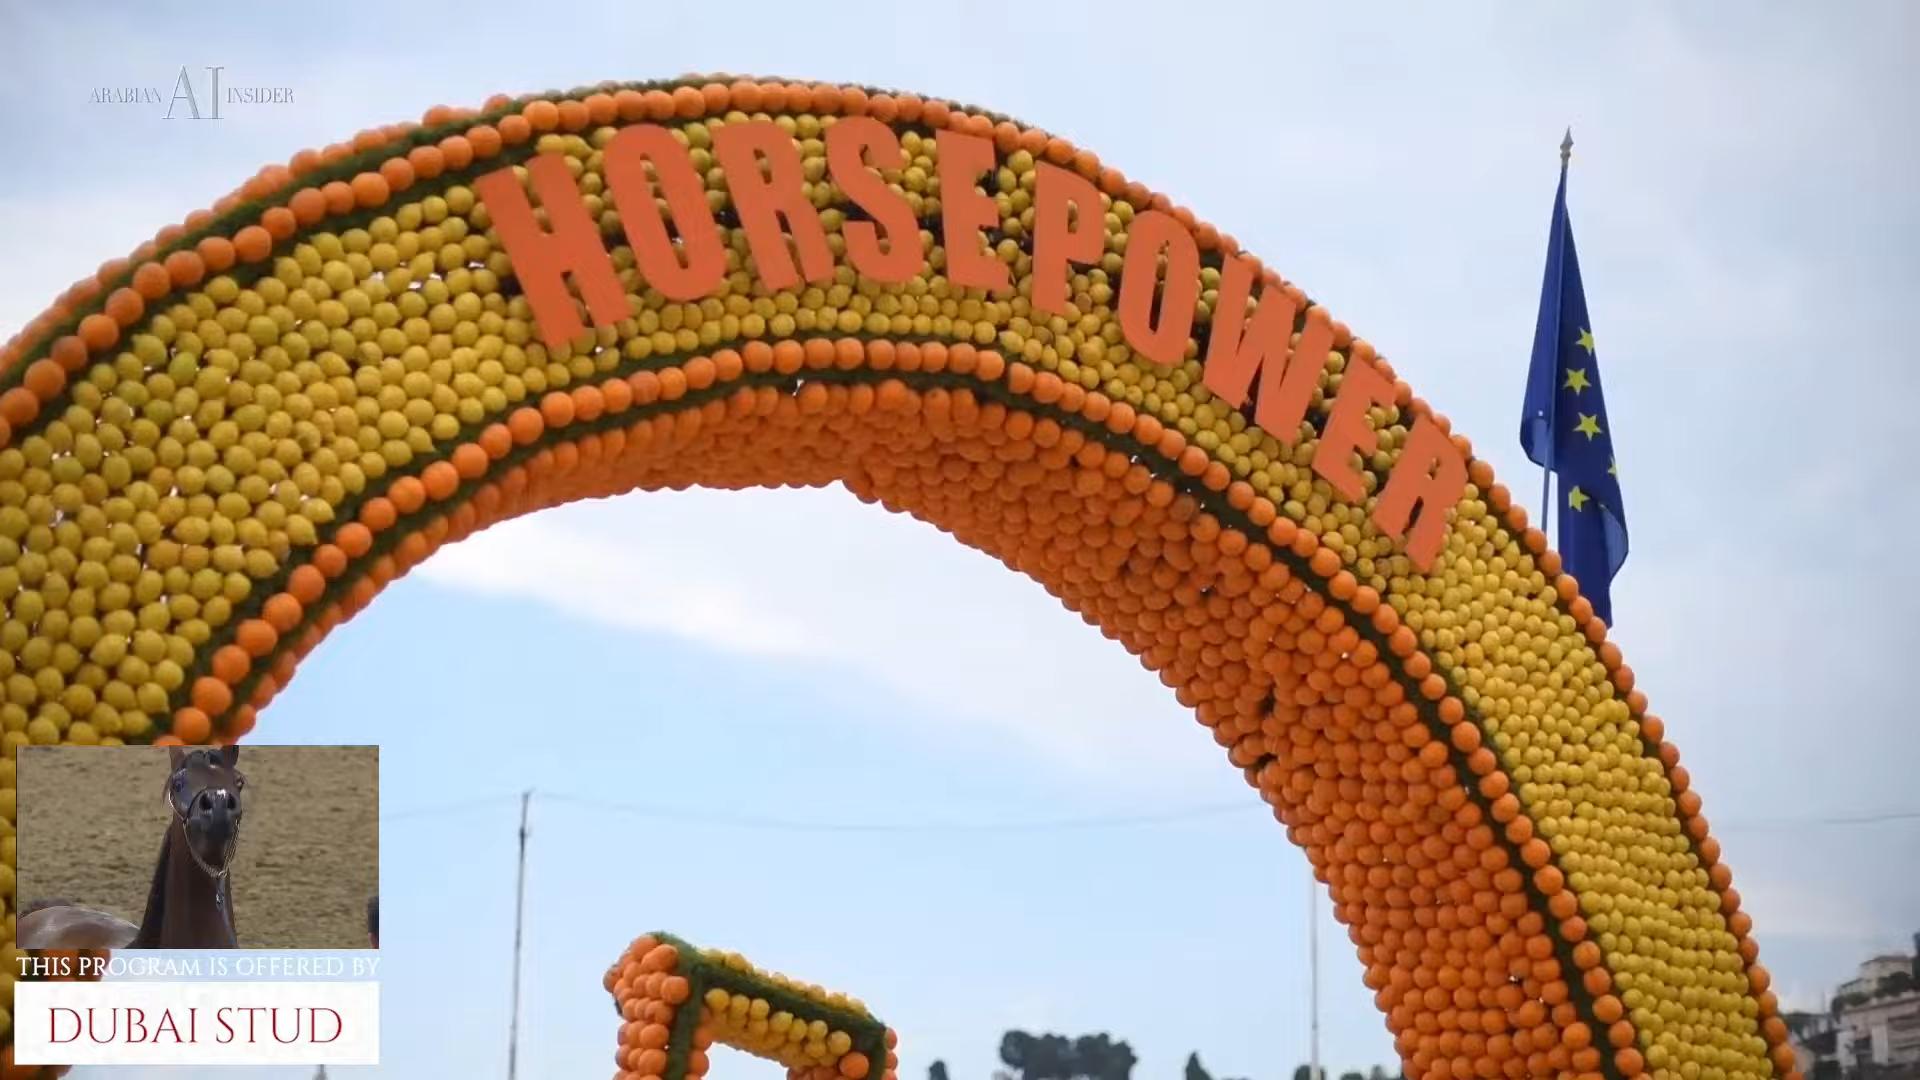 ARABIAN AI INSIDER
HORSEPOWER
THIS PROGRAM IS OFFERED BY
DUBAI STUD